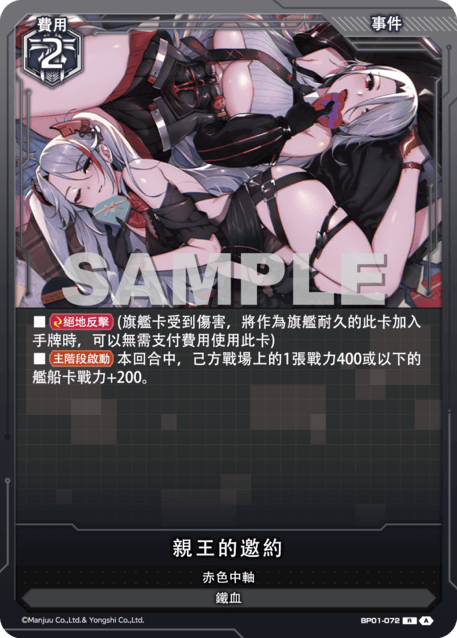 費用
事件
2
SAMPLE
■ 絕地反擊 (旗艦卡受到傷害，將作為旗艦耐久的此卡加入
手牌時，可以無需支付費用使用此卡)
■ 主階段啟動 本回合中，己方戰場上的1張戰力400或以下的
艦船卡戰力+200。
親王的邀約
赤色中軸
鐵血
©Manjuu Co.,Ltd.& Yongshi Co.,Ltd.
BP01-072 R A